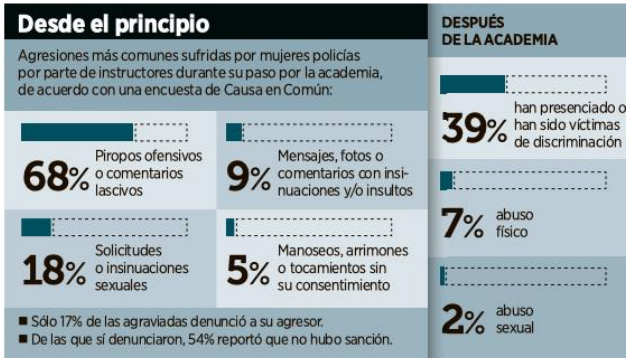 Desde el principio
Agresiones más comunes sufridas por mujeres policías
por parte de instructores durante su paso por la academia,
de acuerdo con una encuesta de Causa en Común:
68% Piropos ofensivos
o comentarios
lascivos
9% Mensajes, fotos o
comentarios con insi-
nuaciones y/o insultos
18% Solicitudes
o insinuaciones
sexuales
5% Manoseos, arrimones
o tocamientos sin
su consentimiento
■ Sólo 17% de las agraviadas denunció a su agresor.
■ De las que sí denunciaron, 54% reportó que no hubo sanción.
DESPUÉS
DE LA ACADEMIA
39% han presenciado o
han sido víctimas
de discriminación
7% abuso
físico
2% abuso
sexual